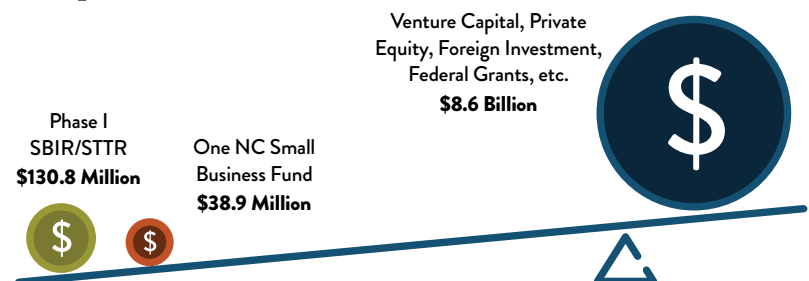 Venture Capital, Private
Equity, Foreign Investment,
Federal Grants, etc.
$8.6 Billion
$
Phase I
SBIR/STTR
$130.8 Million
$
One NC Small
Business Fund
$38.9 Million
$